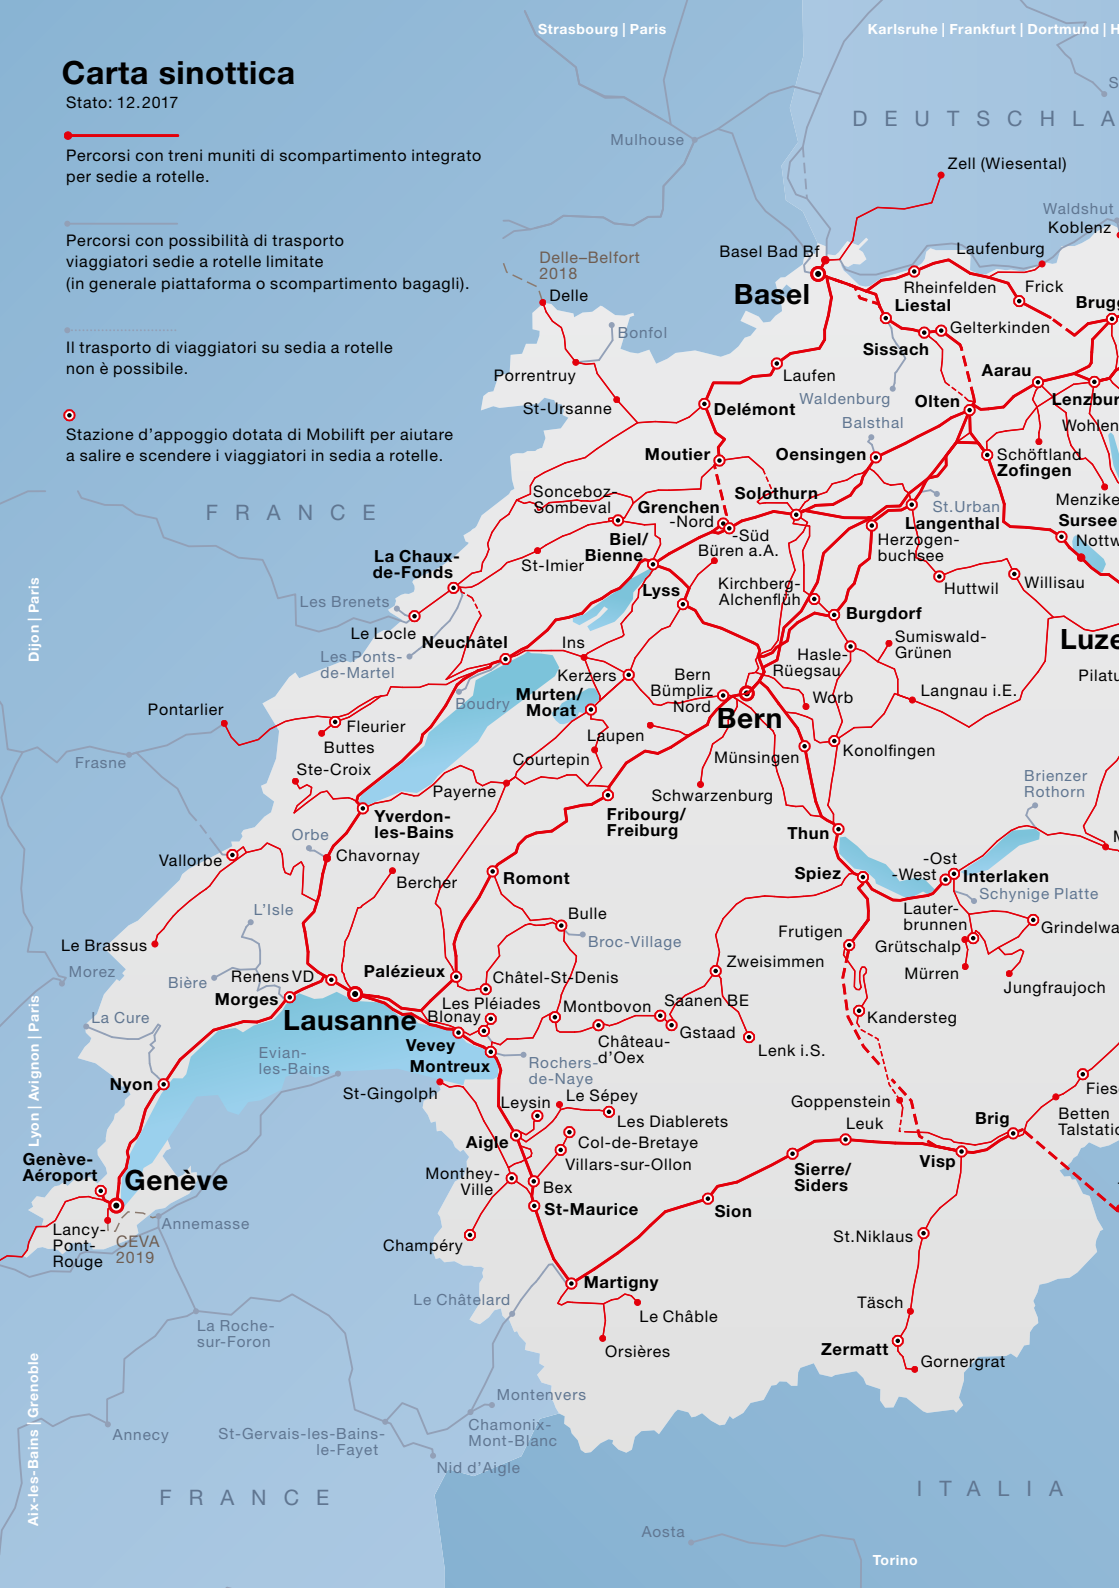 Strasbourg | Paris
Karlsruhe | Frankfurt | Dortmund | H
Carta sinottica
Stato: 12.2017
Percorsi con treni muniti di scompartimento integrato
per sedie a rotelle.
Percorsi con possibilità di trasporto
viaggiatori sedie a rotelle limitate
(in generale piattaforma o scompartimento bagagli).
Il trasporto di viaggiatori su sedia a rotelle
non è possibile.
Stazione d'appoggio dotata di Mobilift per aiutare
a salire e scendere i viaggiatori in sedia a rotelle.
S
DEUTSCHLA
Mulhouse
Zell (Wiesental)
Waldshut
Koblenz
Basel Bad Bf
Laufenburg
Delle–Belfort
2018
Delle
Basel
Rheinfelden
Frick
Liestal
Brugg
Bonfol
Gelterkinden
Sissach
Porrentruy
Laufen
Aarau
Waldenburg
Lenzbur
St-Ursanne
Delémont
Olten
Balsthal
Wohlen
Moutier
Oensingen
Schöftland
Zofingen
Sonceboz-
Sombeval
Solothurn
Menzike
Grenchen
-Nord
St.Urban
FRANCE
Langenthal
Sursee
-Süd
Biel/
Bienne
Büren a.A.
Herzogen-
buchsee
Nottw
La Chaux-
de-Fonds
St-Imier
Dijon | Paris
Les Brenets
Lyss
Kirchberg-
Alchenflüh
Huttwil
Willisau
Le Locle
Burgdorf
Neuchâtel
Ins
Sumiswald-
Grünen
Luze
Les Ponts-
de-Martel
Kerzers
Bern
Bümpliz
Nord
Hasle-
Rüegsau
Pilatu
Boudry
Murten/
Morat
Worb
Langnau i.E.
Pontarlier
Bern
Fleurier
Laupen
Buttes
Courtepin
Münsingen
Konolfingen
Frasne
Ste-Croix
Payerne
Schwarzenburg
Brienzer
Rothorn
Yverdon-
les-Bains
Fribourg/
Freiburg
Orbe
Thun
M
Vallorbe
Chavornay
-Ost
-West
Interlaken
Bercher
Romont
Spiez
Schynige Platte
L'Isle
Bulle
Lauter-
brunnen
Grindelwa
Le Brassus
Broc-Village
Frutigen
Grütschalp
Morez
Bière
Renens VD
Palézieux
Châtel-St-Denis
Zweisimmen
Mürren
Jungfraujoch
Morges
Les Pléiades
Montbovon
Saanen BE
La Cure
Lausanne
Blonay
Kandersteg
Château-
d'Oex
Gstaad
Lyon | Avignon | Paris
Evian-
les-Bains
Vevey
Montreux
Rochers-
de-Naye
Lenk i.S.
Nyon
St-Gingolph
Leysin
Le Sépey
Goppenstein
Fies
Les Diablerets
Leuk
Brig
Betten
Talstatio
Aigle
Col-de-Bretaye
Genève-
Aéroport
Genève
Monthey-
Ville
Villars-sur-Ollon
Sierre/
Siders
Visp
Bex
St-Maurice
Sion
Lancy-
Pont-
Rouge
CEVA
2019
Annemasse
Champéry
St.Niklaus
Martigny
Le Châtelard
Le Châble
Täsch
La Roche-
sur-Foron
Orsières
Zermatt
Gornergrat
Aix-les-Bains | Grenoble
Montenvers
Annecy
St-Gervais-les-Bains-
le-Fayet
Chamonix-
Mont-Blanc
Nid d'Aigle
FRANCE
ITALIA
Aosta
Torino